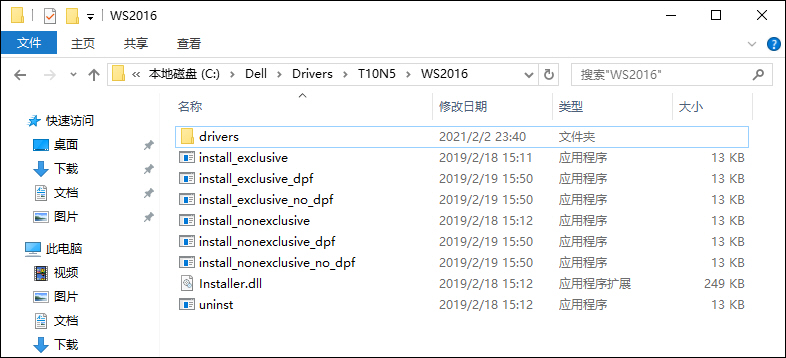 WS2016
文件 主页 共享 查看
« 本地磁盘 (C:) › Dell › Drivers › T10N5 › WS2016 搜索"WS2016"
名称 修改日期 类型 大小
快速访问
桌面
下载
文档
图片
此电脑
视频
图片
文档
下载
drivers 2021/2/2 23:40 文件夹
install_exclusive 2019/2/18 15:11 应用程序 13 KB
install_exclusive_dpf 2019/2/19 15:50 应用程序 13 KB
install_exclusive_no_dpf 2019/2/19 15:50 应用程序 13 KB
install_nonexclusive 2019/2/18 15:12 应用程序 13 KB
install_nonexclusive_dpf 2019/2/19 15:50 应用程序 13 KB
install_nonexclusive_no_dpf 2019/2/19 15:50 应用程序 13 KB
Installer.dll 2019/2/18 15:12 应用程序扩展 249 KB
uninst 2019/2/18 15:12 应用程序 13 KB